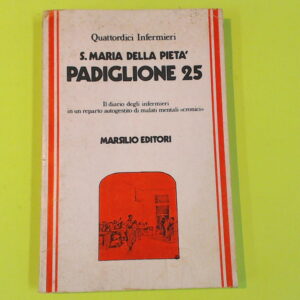 Quattordici Infermieri
S. MARIA DELLA PIETA'
PADIGLIONE 25
Il diario degli infermieri
in un reparto autogestito di malati mentali «cronici»
MARSILIO EDITORI